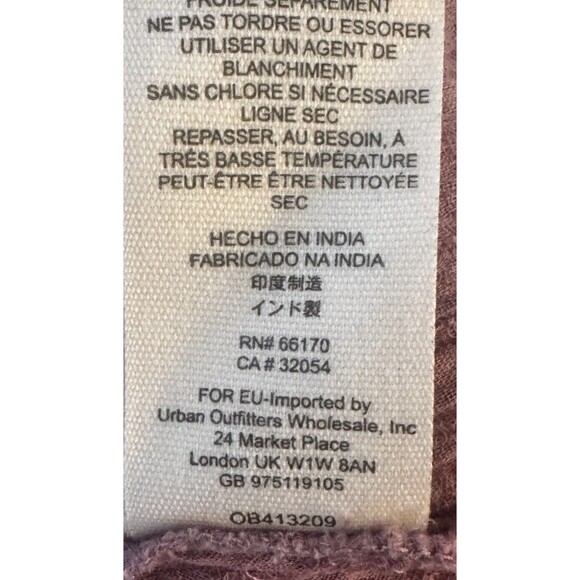 FROIDE SÉPARÉMENT
NE PAS TORDRE OU ESSORER
UTILISER UN AGENT DE
BLANCHIMENT
SANS CHLORE SI NÉCESSAIRE
LIGNE SEC
REPASSER, AU BESOIN, À
TRÉS BASSE TEMPÉRATURE
PEUT-ÊTRE ÊTRE NETTOYÉE
SEC
HECHO EN INDIA
FABRICADO NA INDIA
印度制造
インド製
RN# 66170
CA # 32054
FOR EU-Imported by
Urban Outfitters Wholesale, Inc
24 Market Place
London UK W1W 8AN
GB 975119105
OB413209